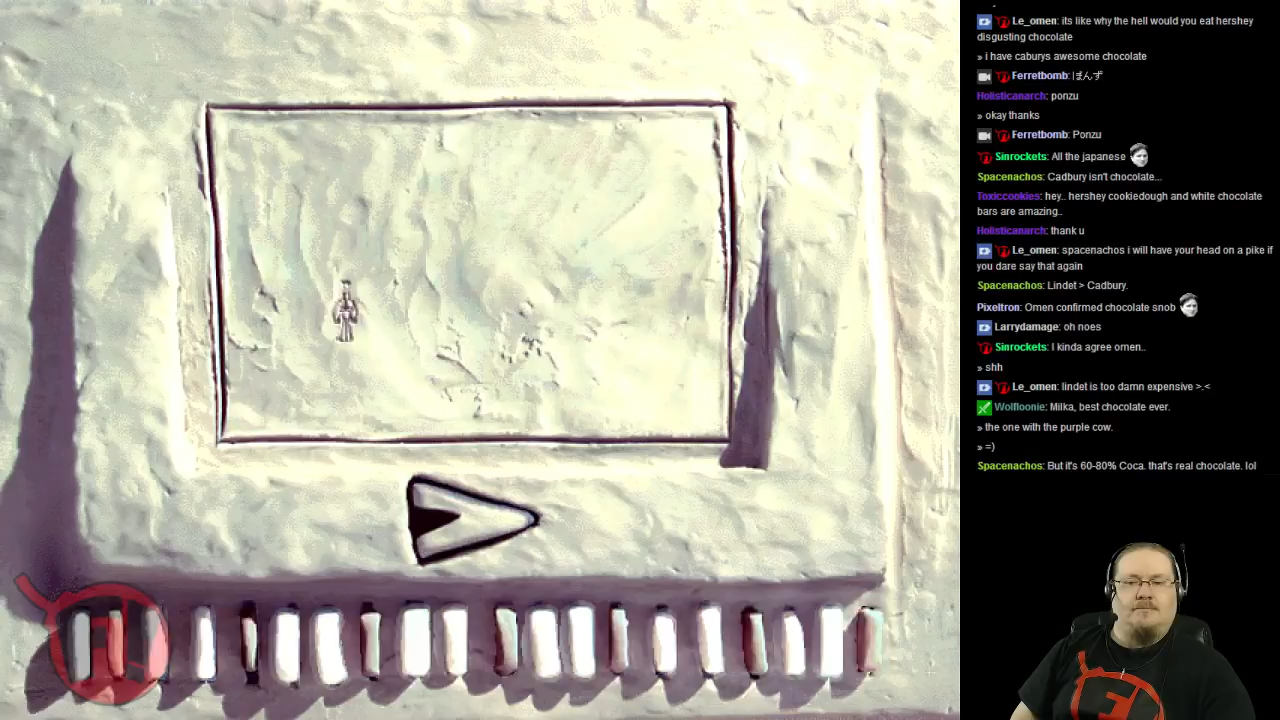 Le_omen: its like why the hell would you eat hershey
disgusting chocolate
» i have caburys awesome chocolate
Ferretbomb: ぽんず
Holisticanarch: ponzu
» okay thanks
Ferretbomb: Ponzu
Sinrockets: All the japanese
Spacenachos: Cadbury isn't chocolate...
Toxiccookies: hey.. hershey cookiedough and white chocolate
bars are amazing..
Holisticanarch: thank u
Le_omen: spacenachos i will have your head on a pike if
you dare say that again
Spacenachos: Lindet > Cadbury.
Pixeltron: Omen confirmed chocolate snob
Larrydamage: oh noes
Sinrockets: I kinda agree omen..
» shh
Le_omen: lindet is too damn expensive >.<
Wolfloonie: Milka, best chocolate ever.
» the one with the purple cow.
» =)
Spacenachos: But it's 60-80% Coca. that's real chocolate. lol